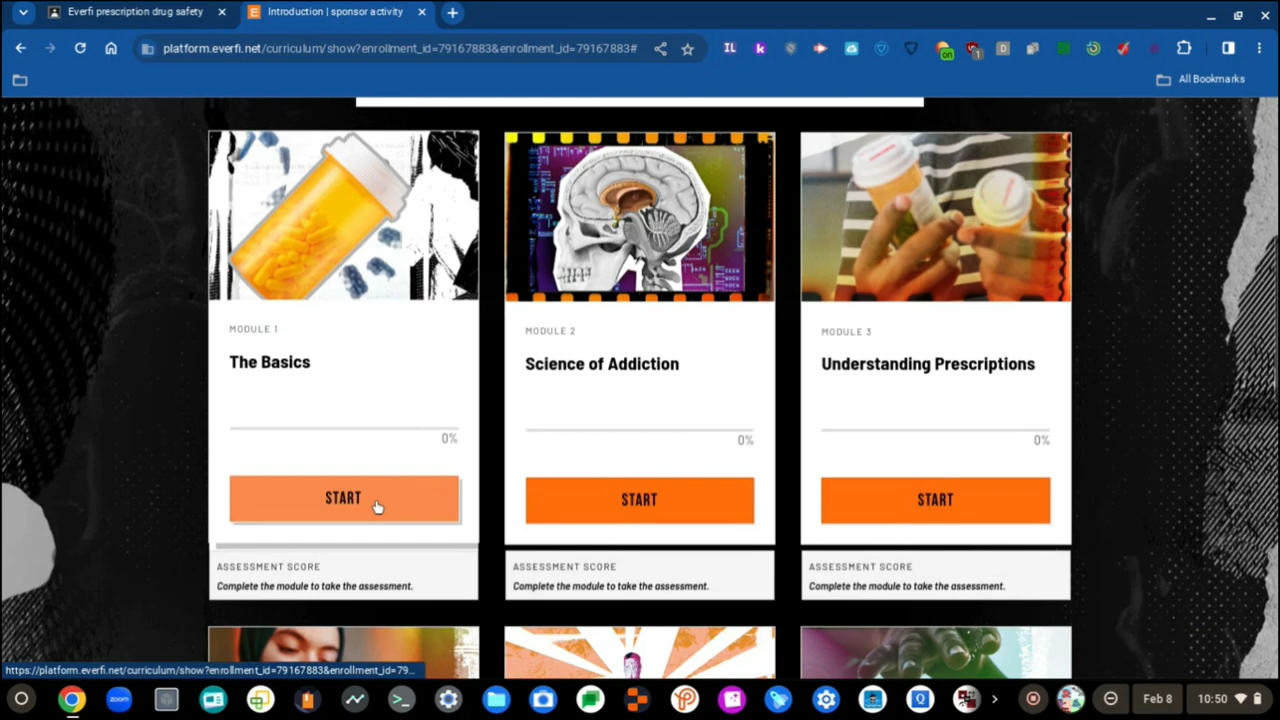 Everfi prescription drug safety
Introduction | sponsor activity
platform.everfi.net/curriculum/show?enrollment_id=79167883&enrollment_id=79167883#
All Bookmarks
MODULE 1
The Basics
0%
START
ASSESSMENT SCORE
Complete the module to take the assessment.
MODULE 2
Science of Addiction
0%
START
ASSESSMENT SCORE
Complete the module to take the assessment.
MODULE 3
Understanding Prescriptions
0%
START
ASSESSMENT SCORE
Complete the module to take the assessment.
https://platform.everfi.net/curriculum/show?enrollment_id=79167883&enrollment_id=79...
zoom
Feb 8
10:50